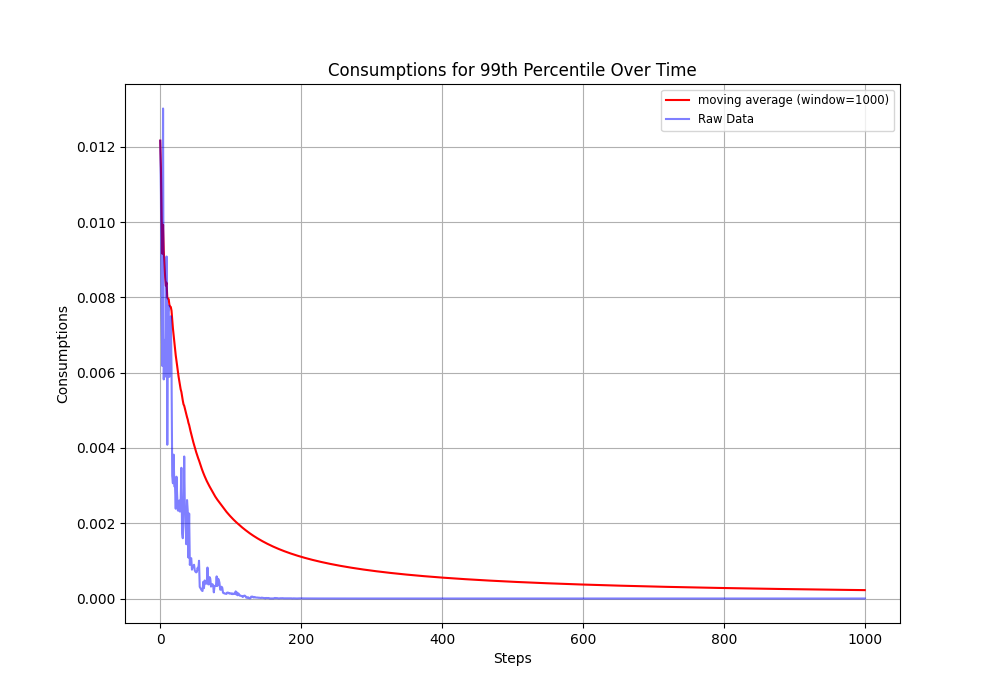 Consumptions for 99th Percentile Over Time
moving average (window=1000)
Raw Data
Consumptions
0.012
0.010
0.008
0.006
0.004
0.002
0.000
0 200 400 600 800 1000
Steps